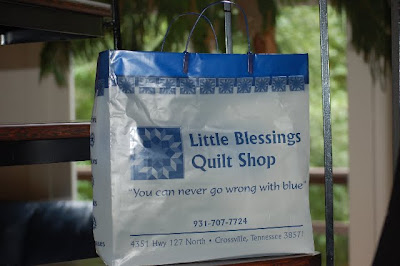 Little Blessings
Quilt Shop
"You can never go wrong with blue"
931-707-7724
4351 Hwy 127 North • Crossville, Tennessee 38571